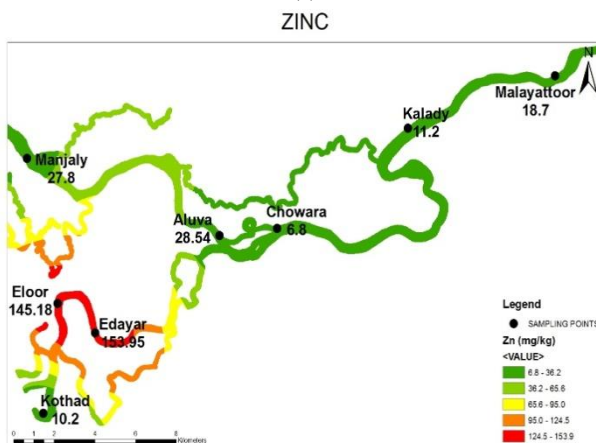 ZINC
N
Malayattoor
18.7
Kalady
11.2
Manjaly
27.8
Chowara
6.8
Aluva
28.54
Eloor
145.18
Edayar
153.95
Kothad
10.2
Legend
SAMPLING POINTS
Zn (mg/kg)
<VALUE>
6.8 - 36.2
36.2 - 65.6
65.6 - 95.0
95.0 - 124.5
124.5 - 153.9
0 1 2 4 6 8
Kilometers